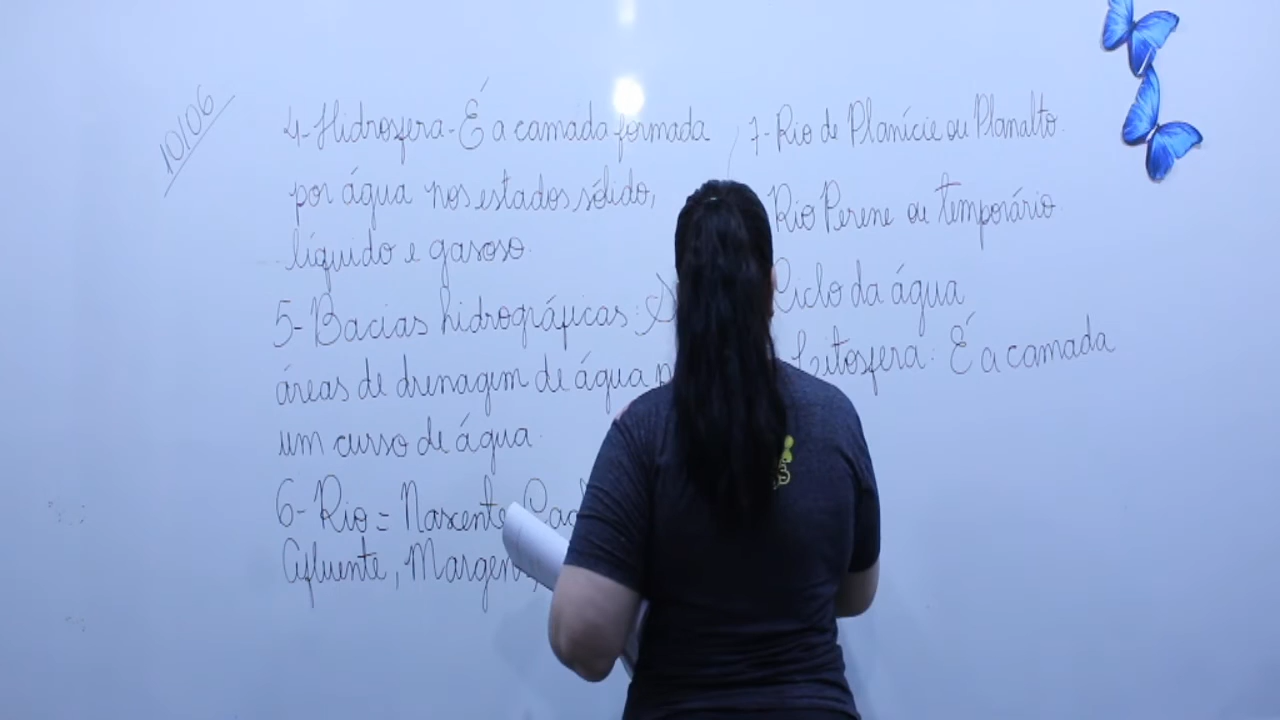 10/06
4-Hidrosfera-É a camada formada
por água nos estados sólido,
líquido e gasoso.
5-Bacias hidrográficas:
áreas de drenagem de água
um curso de água.
6-Rio = Nascente
Afluente, Margen
7-Rio de Planície ou Planalto.
Rio Perene ou temporário
Ciclo da água
Litosfera: É a camada